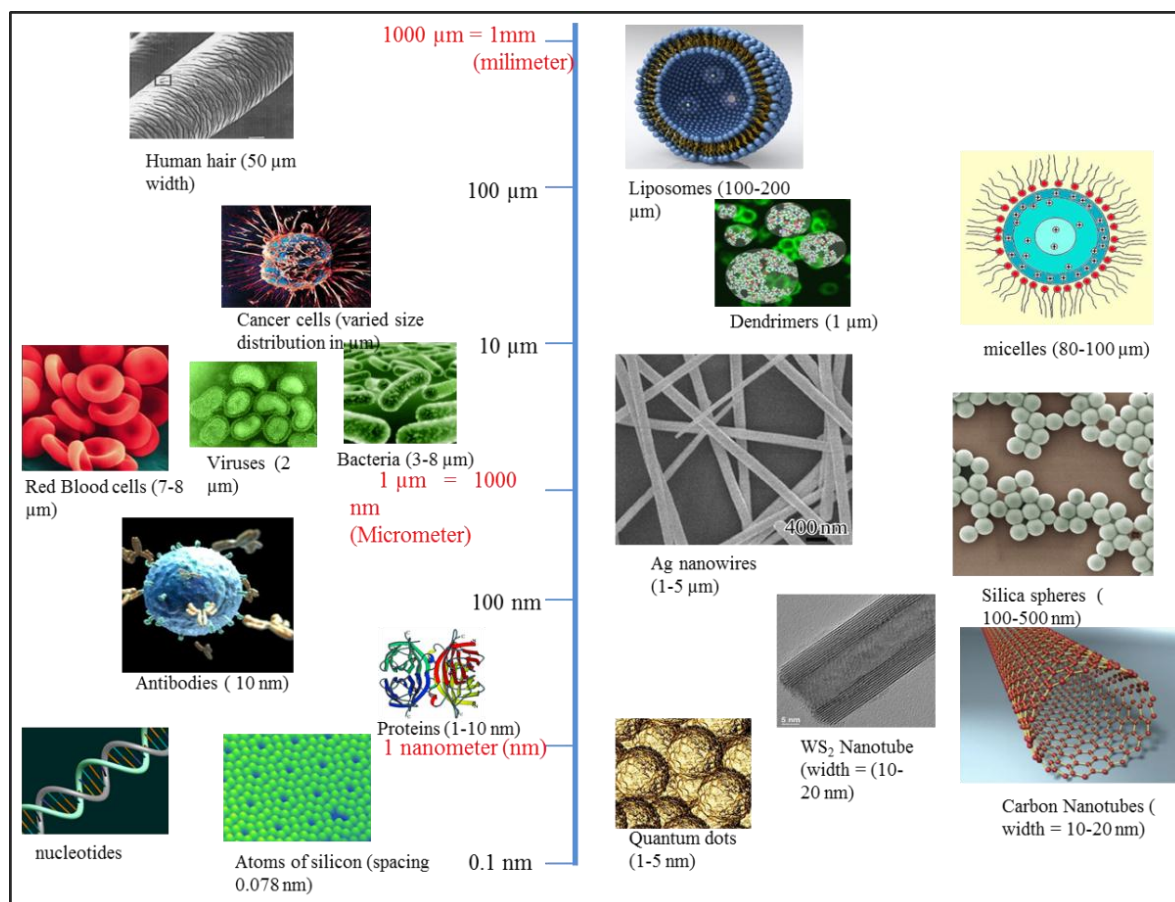 1000 µm = 1mm
(milimeter)
Human hair (50 µm
width)
100 µm
Liposomes (100-200
µm)
Cancer cells (varied size
distribution in µm)
Dendrimers (1 µm)
micelles (80-100 µm)
10 µm
Red Blood cells (7-8
µm)
Viruses (2
µm)
Bacteria (3-8 µm)
1 µm = 1000
nm
(Micrometer)
400 nm
Ag nanowires
(1-5 µm)
Silica spheres (
100-500 nm)
100 nm
Antibodies ( 10 nm)
Proteins (1-10 nm)
1 nanometer (nm)
5 nm
WS₂ Nanotube
(width = (10-
20 nm)
Carbon Nanotubes (
width = 10-20 nm)
nucleotides
Atoms of silicon (spacing
0.078 nm)
0.1 nm
Quantum dots
(1-5 nm)